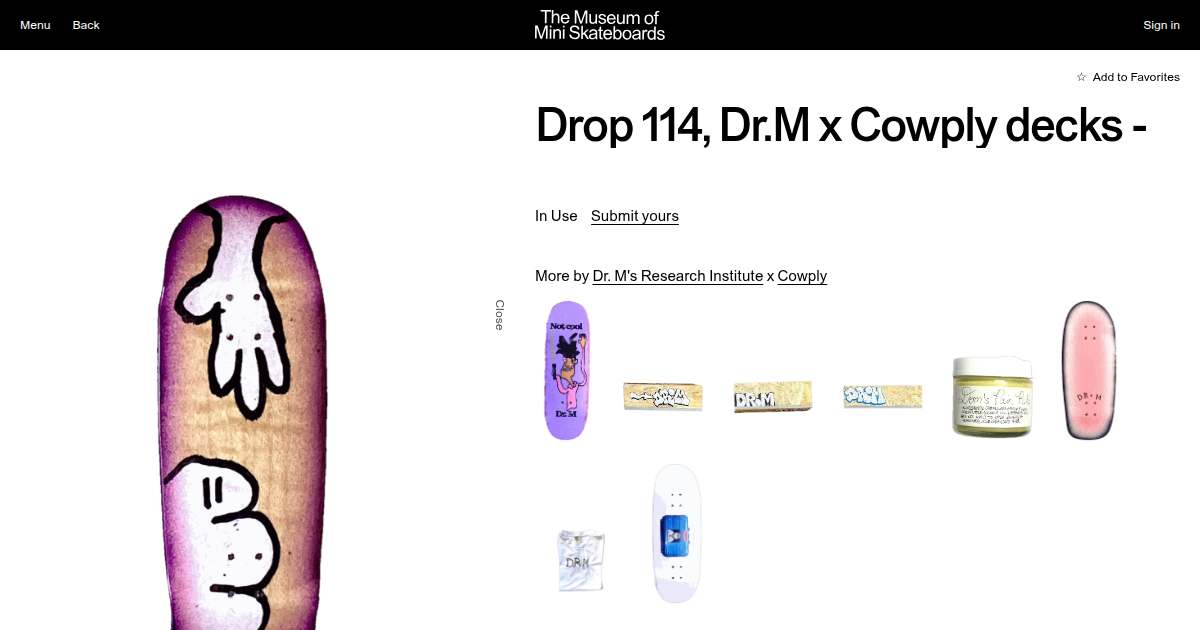 Menu
Back
The Museum of
Mini Skateboards
Sign in
☆ Add to Favorites
Drop 114, Dr.M x Cowply decks -
In Use
Submit yours
More by Dr. M's Research Institute x Cowply
Close
Not cool
Dr. M
DR.M
DR•M
DR.M